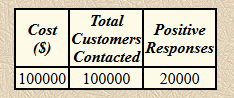 Cost ($) Total Customers Contacted Positive Responses
100000 100000 20000